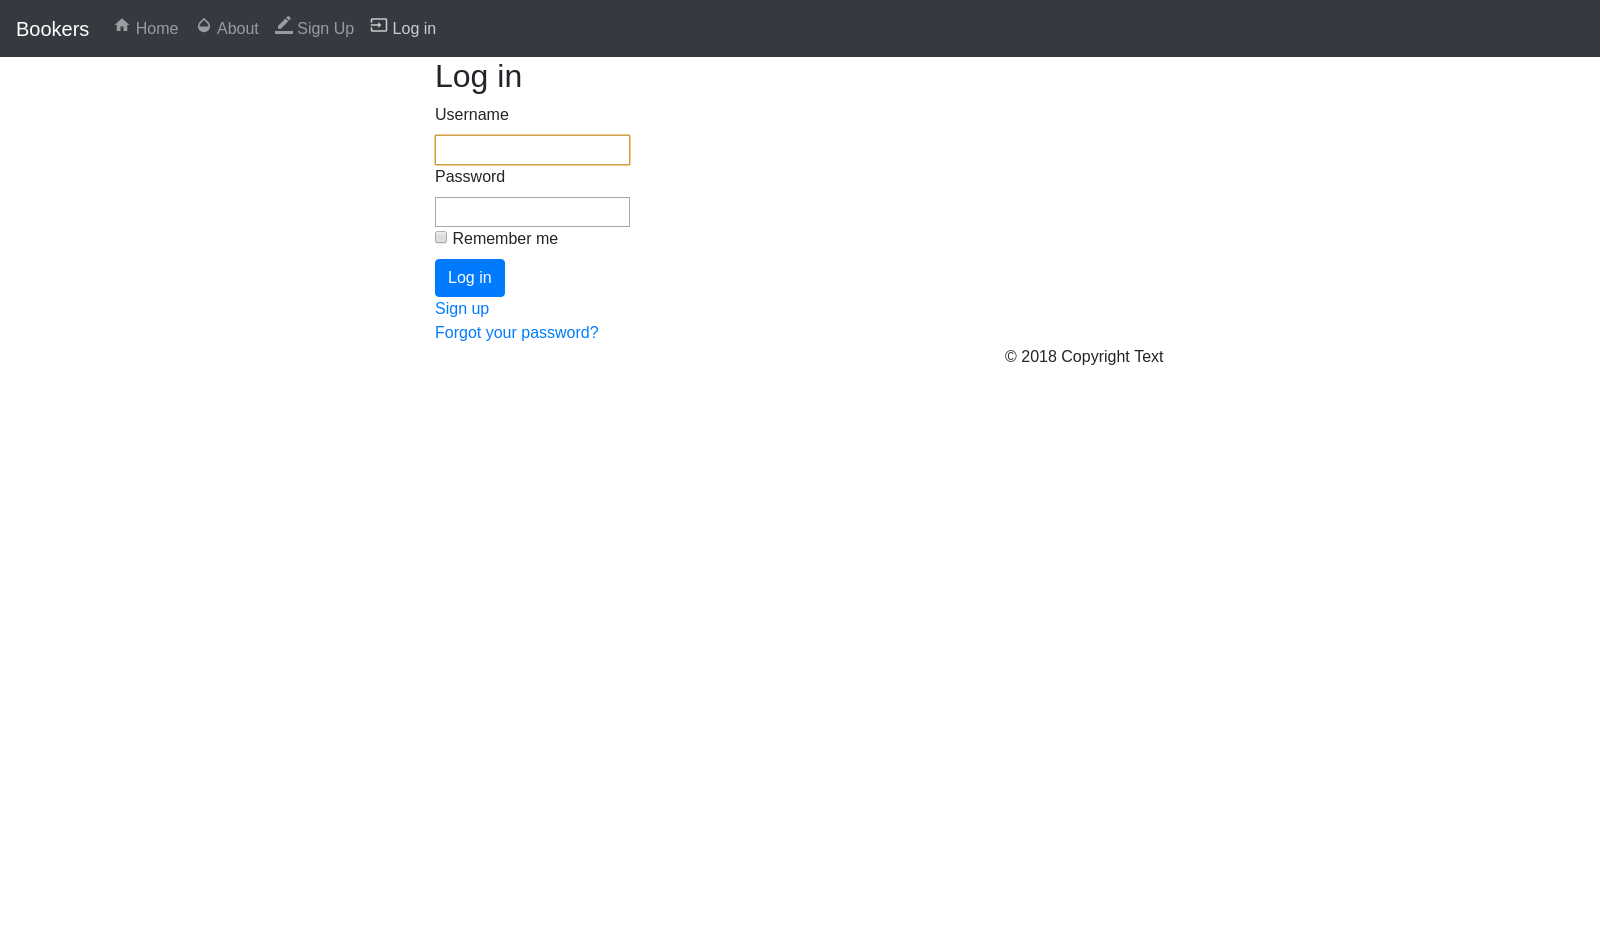 Bookers Home About Sign Up Log in
Log in
Username
Password
Remember me
Log in
Sign up
Forgot your password?
© 2018 Copyright Text